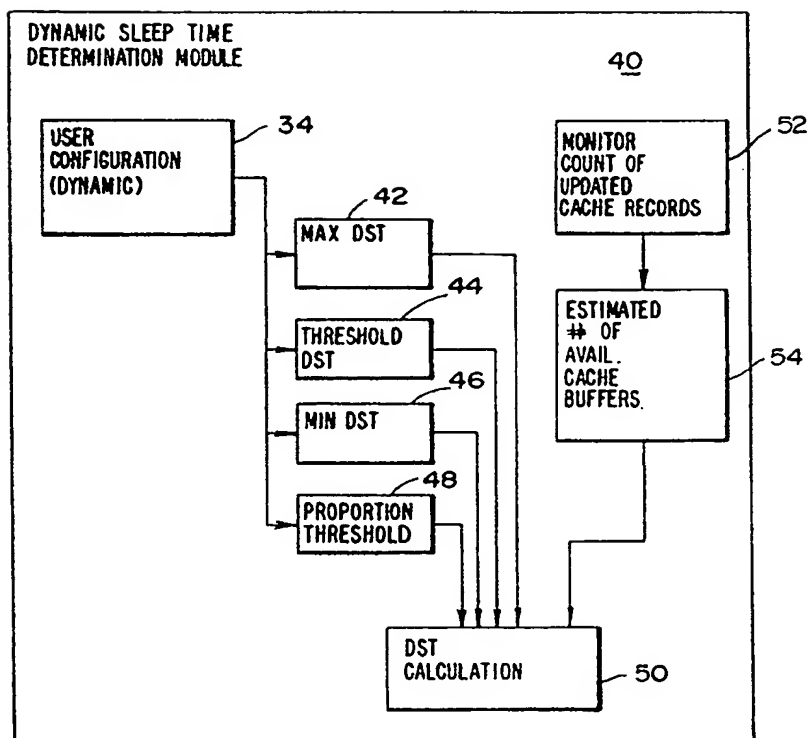 DYNAMIC SLEEP TIME
DETERMINATION MODULE
40
USER
CONFIGURATION
(DYNAMIC)
34
MAX DST
42
THRESHOLD
DST
44
MIN DST
46
PROPORTION
THRESHOLD
48
MONITOR
COUNT OF
UPDATED
CACHE RECORDS
52
ESTIMATED
# OF
AVAIL.
CACHE
BUFFERS.
54
DST
CALCULATION
50